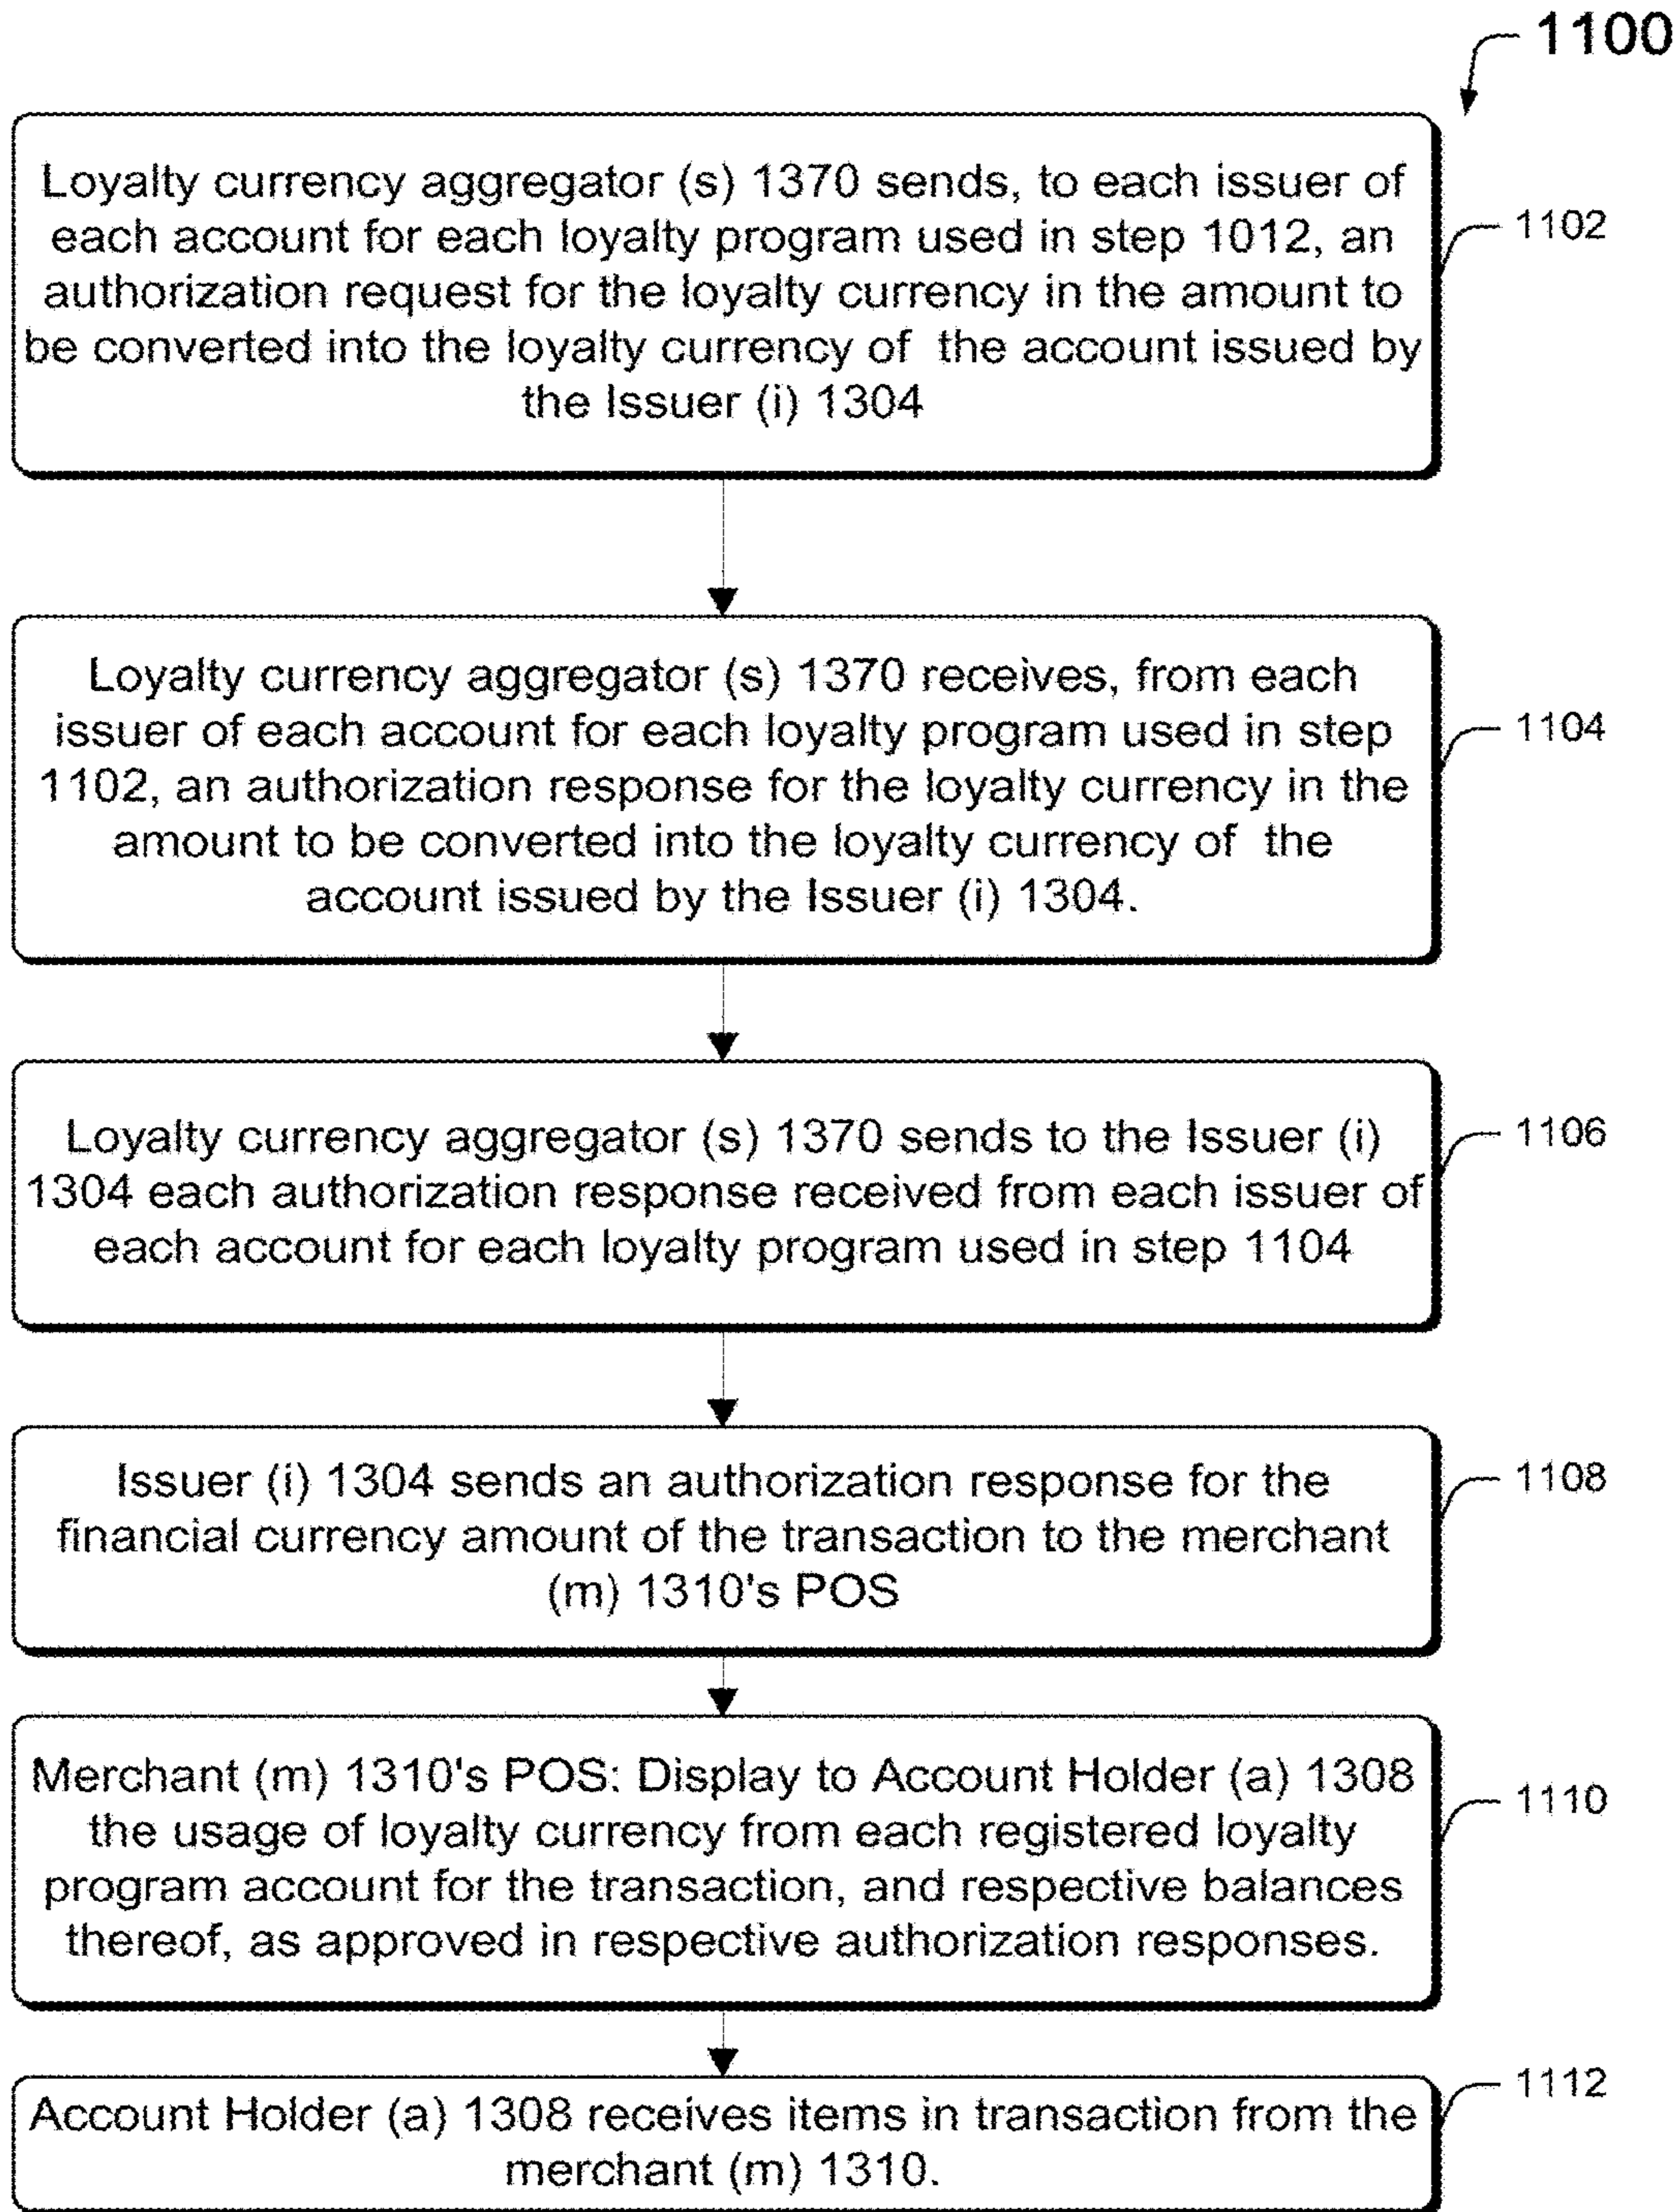 1100
Loyalty currency aggregator (s) 1370 sends, to each issuer of
each account for each loyalty program used in step 1012, an
authorization request for the loyalty currency in the amount to
be converted into the loyalty currency of the account issued by
the Issuer (i) 1304
1102
Loyalty currency aggregator (s) 1370 receives, from each
issuer of each account for each loyalty program used in step
1102, an authorization response for the loyalty currency in the
amount to be converted into the loyalty currency of the
account issued by the Issuer (i) 1304.
1104
Loyalty currency aggregator (s) 1370 sends to the Issuer (i)
1304 each authorization response received from each issuer of
each account for each loyalty program used in step 1104
1106
Issuer (i) 1304 sends an authorization response for the
financial currency amount of the transaction to the merchant
(m) 1310's POS
1108
Merchant (m) 1310's POS: Display to Account Holder (a) 1308
the usage of loyalty currency from each registered loyalty
program account for the transaction, and respective balances
thereof, as approved in respective authorization responses.
1110
Account Holder (a) 1308 receives items in transaction from the
merchant (m) 1310.
1112